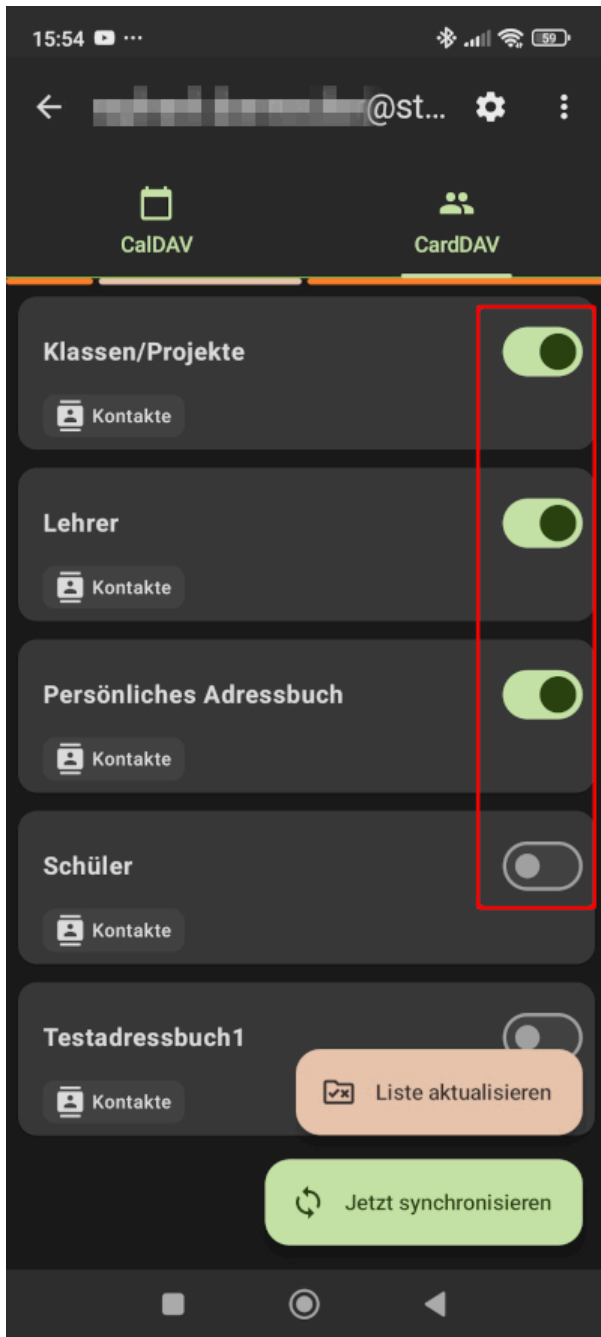 15:54
59
@st...
CalDAV
CardDAV
Klassen/Projekte
Kontakte
Lehrer
Kontakte
Persönliches Adressbuch
Kontakte
Schüler
Kontakte
Testadressbuch1
Kontakte
Liste aktualisieren
Jetzt synchronisieren